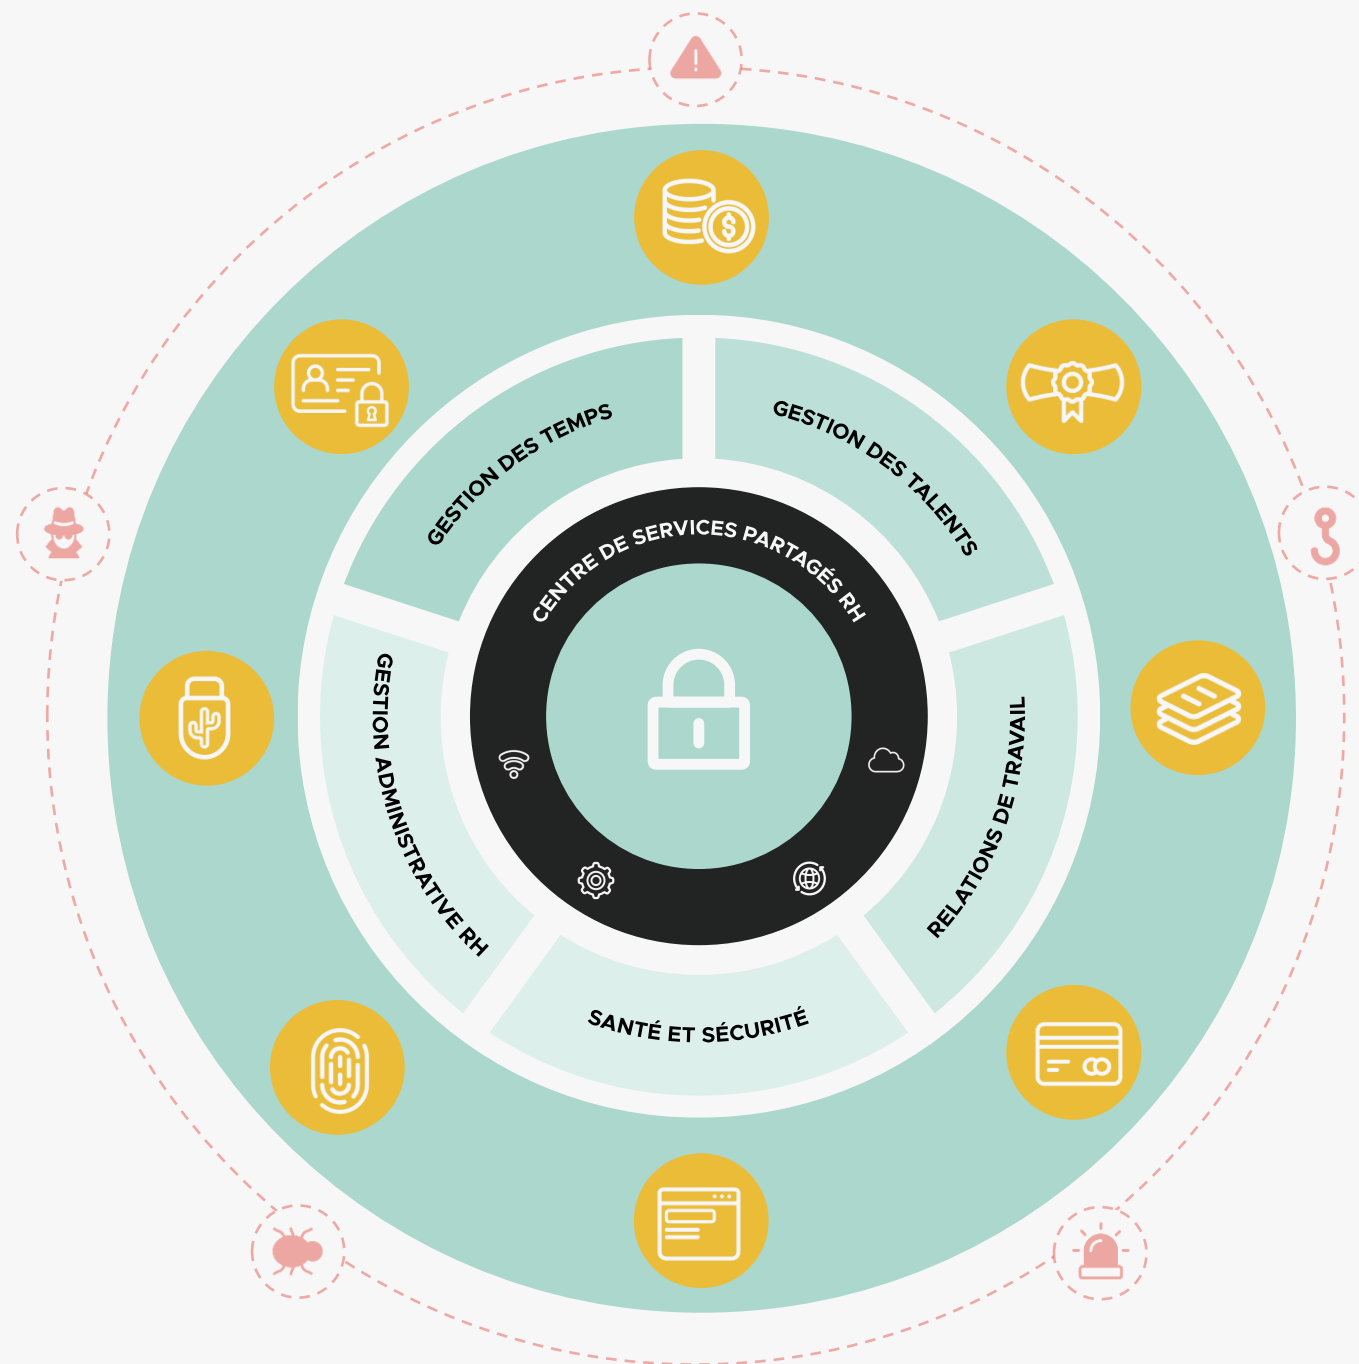 GESTION DES TEMPS
GESTION DES TALENTS
CENTRE DE SERVICES PARTAGÉS RH
GESTION ADMINISTRATIVE RH
RELATIONS DE TRAVAIL
SANTÉ ET SÉCURITÉ